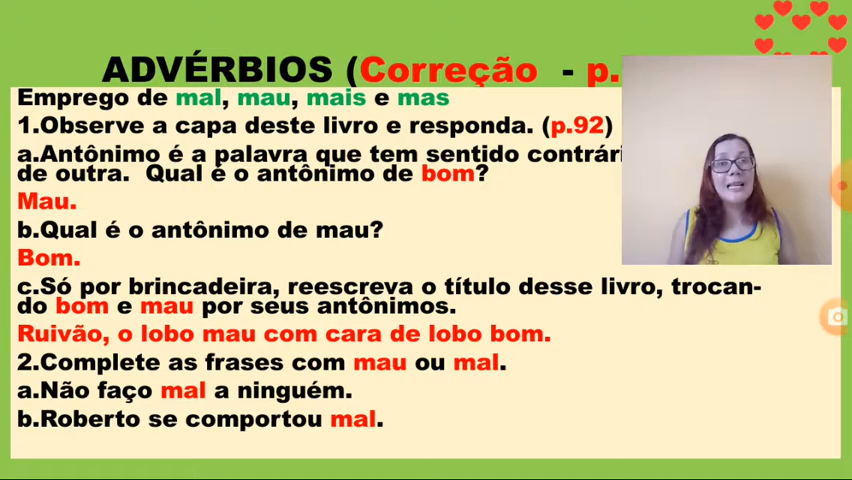 ADVÉRBIOS (Correção - p.
Emprego de mal, mau, mais e mas
1.Observe a capa deste livro e responda. (p.92)
a.Antônimo é a palavra que tem sentido
de outra. Qual é o antônimo de bom?
Mau.
b.Qual é o antônimo de mau?
Bom.
c.Só por brincadeira, reescreva o título desse livro, trocan-
do bom e mau por seus antônimos.
Ruivão, o lobo mau com cara de lobo bom.
2.Complete as frases com mau ou mal.
a.Não faço mal a ninguém.
b.Roberto se comportou mal.